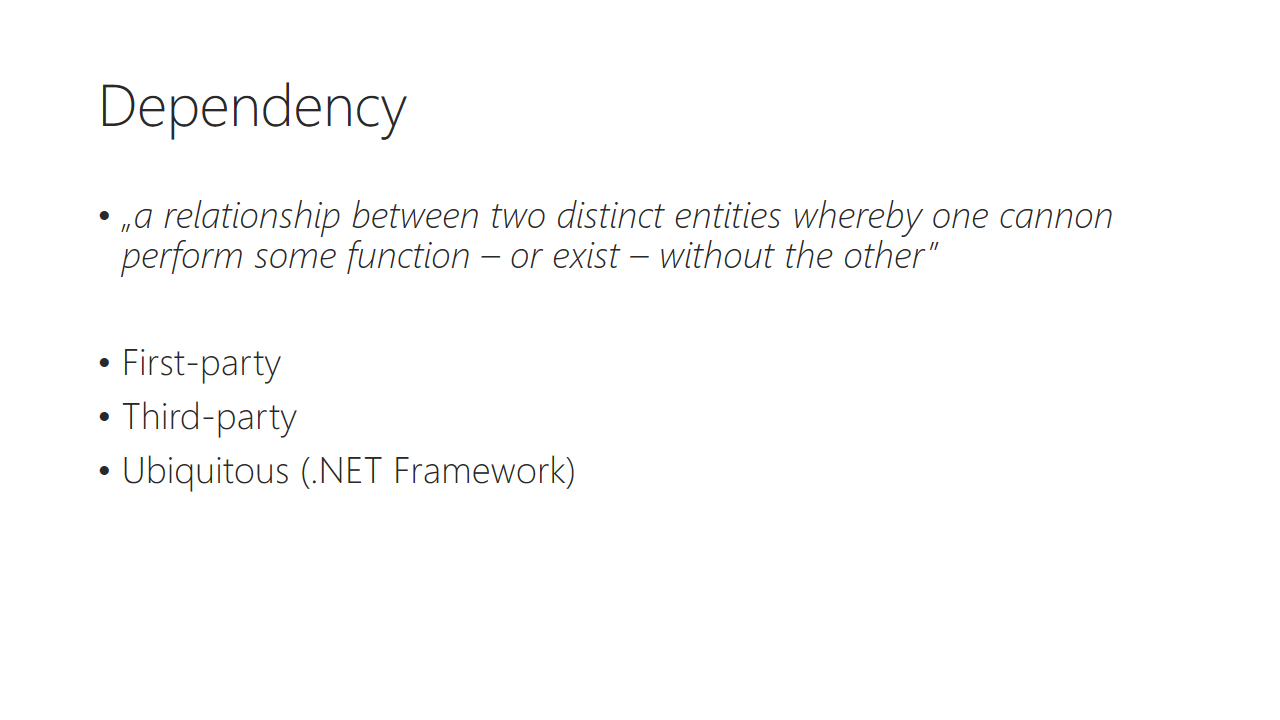 Dependency
• „a relationship between two distinct entities whereby one cannon
perform some function – or exist – without the other”
• First-party
• Third-party
• Ubiquitous (.NET Framework)